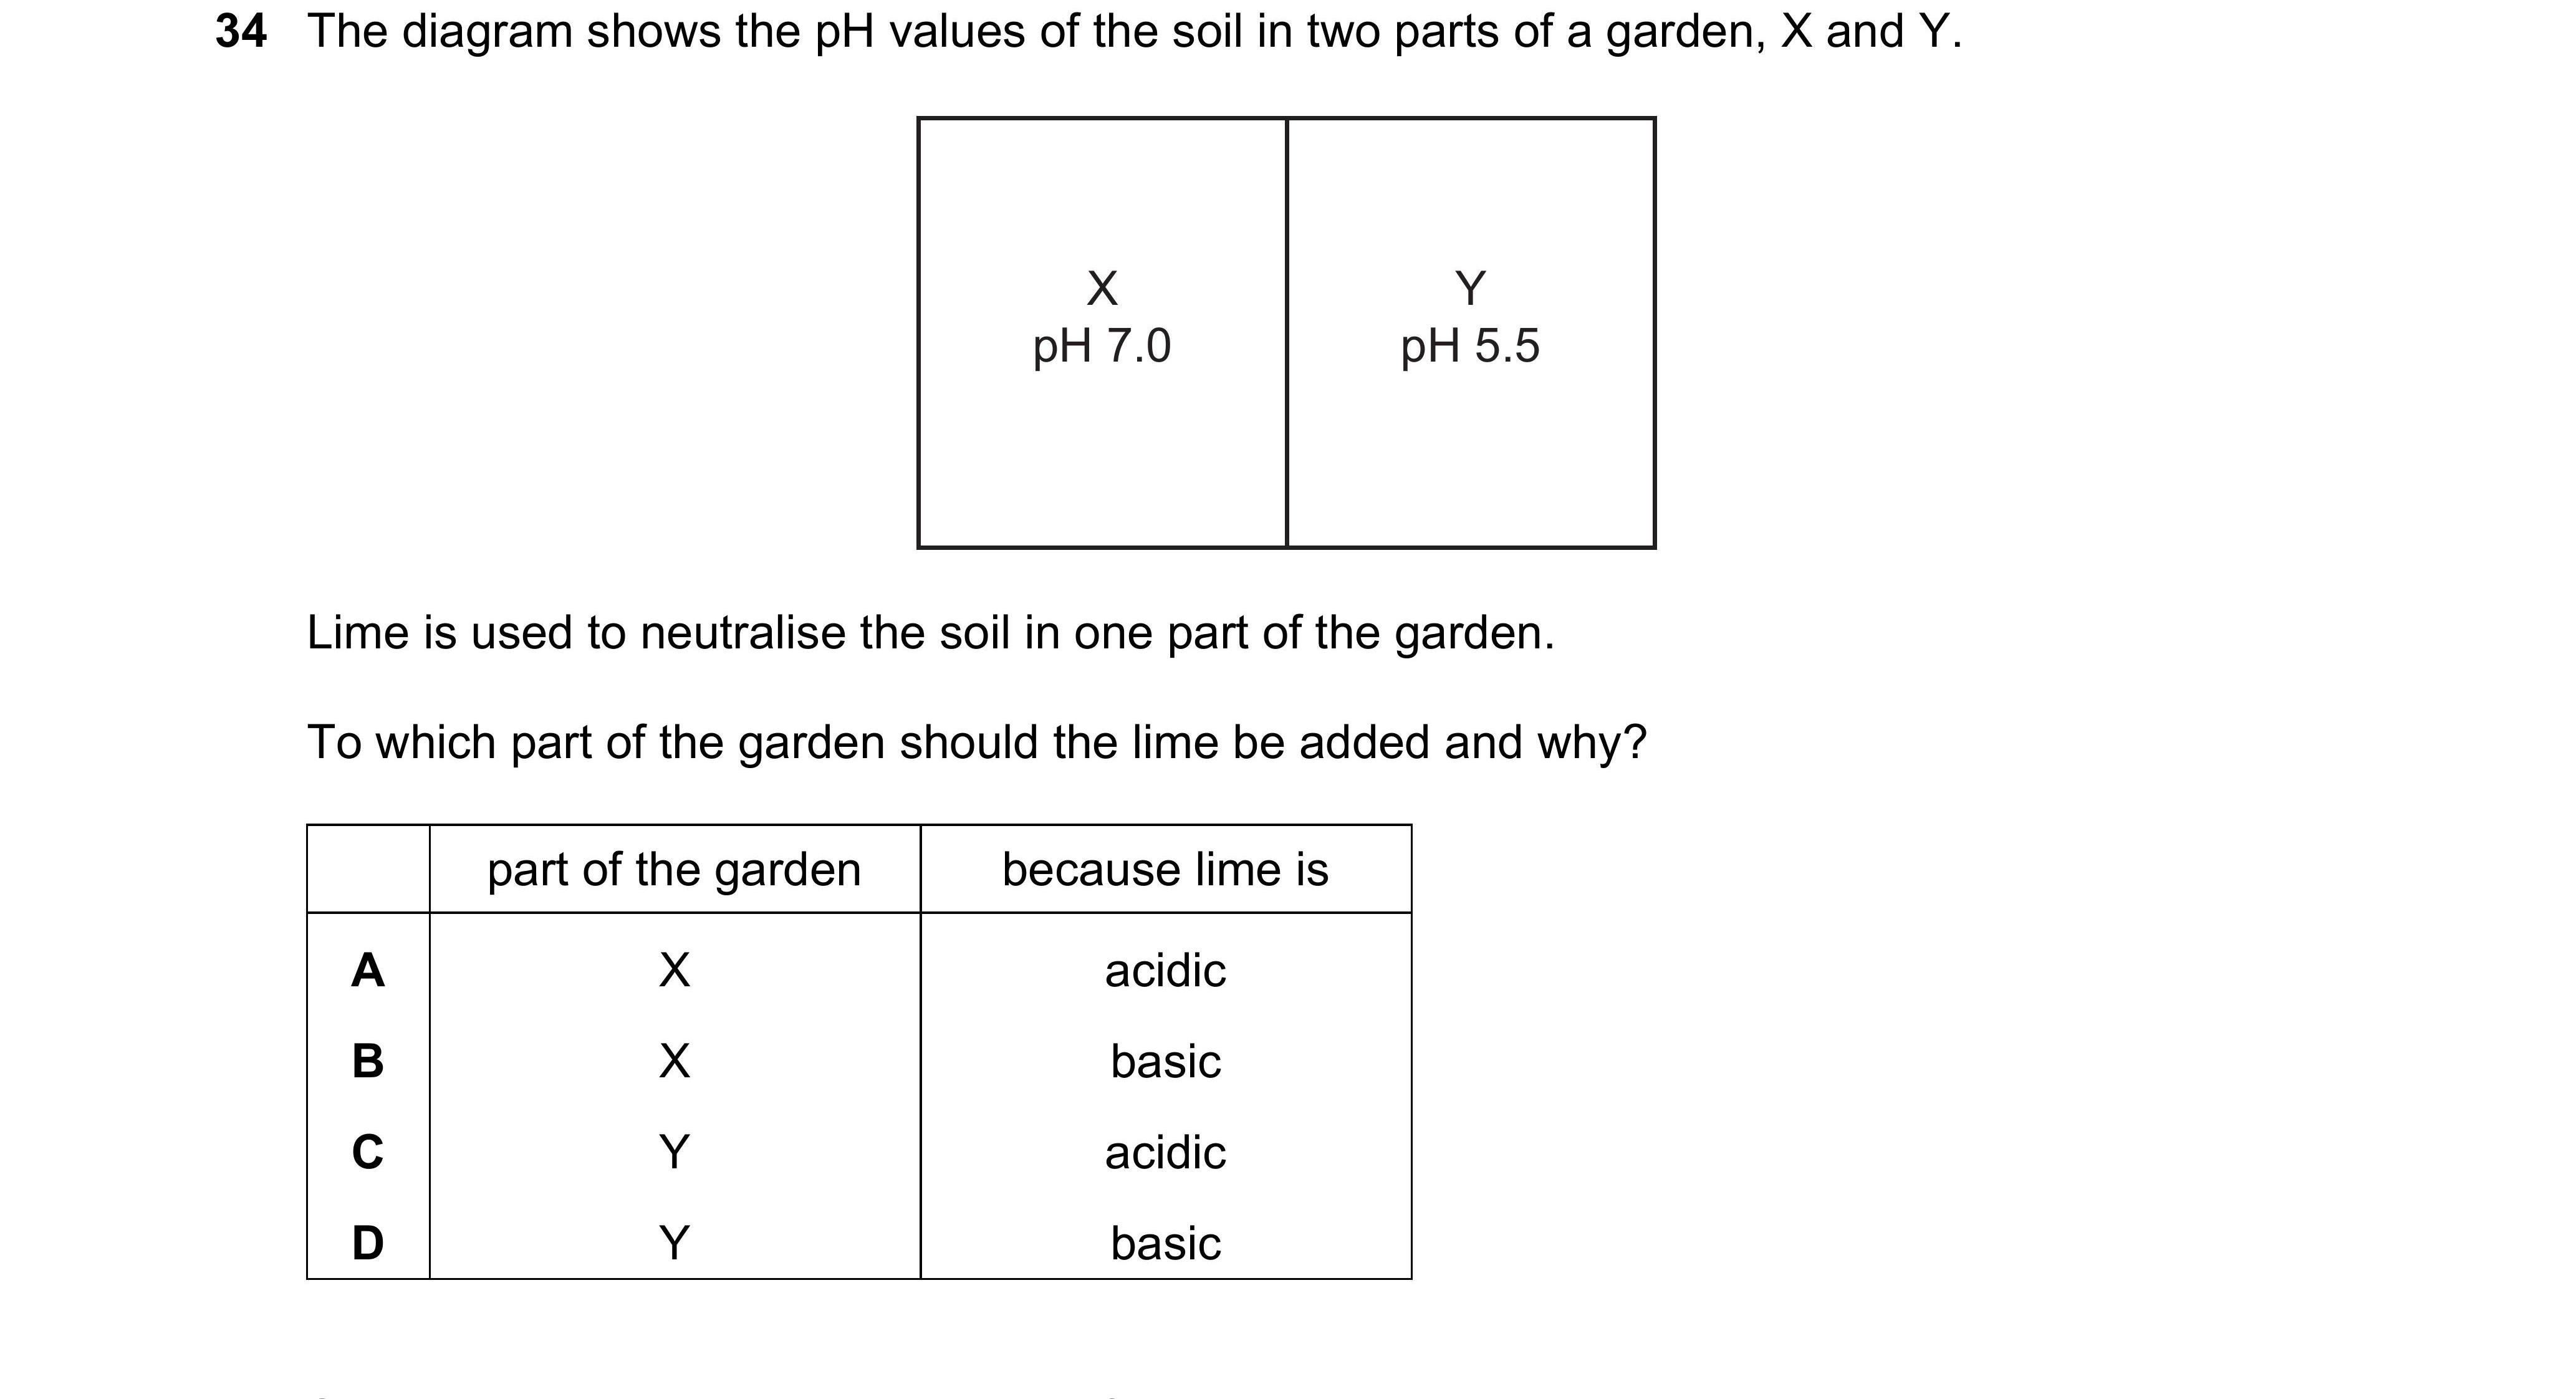 34 The diagram shows the pH values of the soil in two parts of a garden, X and Y.
X Y
pH 7.0 pH 5.5
Lime is used to neutralise the soil in one part of the garden.
To which part of the garden should the lime be added and why?
part of the garden because lime is
A X acidic
B X basic
C Y acidic
D Y basic